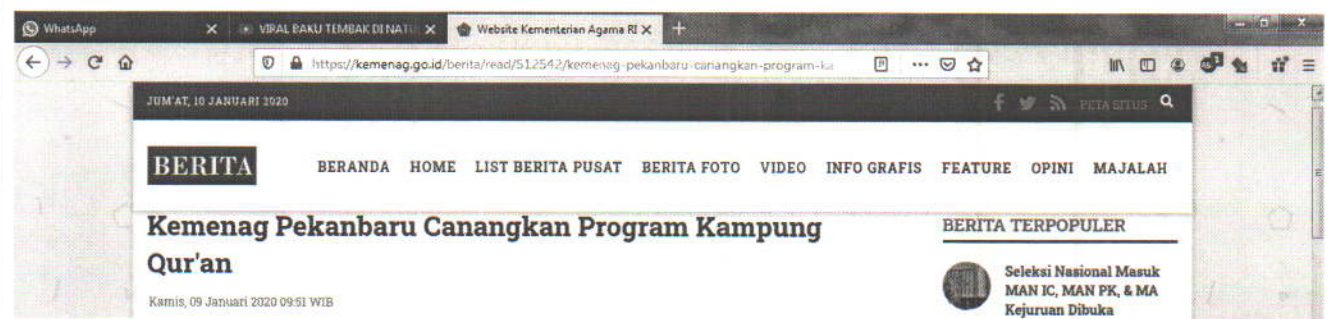 WhatsApp
VIRAL BAKU TEMBAK DI NATU
Website Kementerian Agama RI
https://kemenag.go.id/berita/read/512542/kemenag-pekanbaru-canangkan-program-ka
JUM'AT, 10 JANUARI 2020
PETA SITUS
BERITA
BERANDA HOME LIST BERITA PUSAT BERITA FOTO VIDEO INFO GRAFIS FEATURE OPINI MAJALAH
Kemenag Pekanbaru Canangkan Program Kampung
Qur'an
Kamis, 09 Januari 2020 09:51 WIB
BERITA TERPOPULER
Seleksi Nasional Masuk
MAN IC, MAN PK, & MA
Kejuruan Dibuka